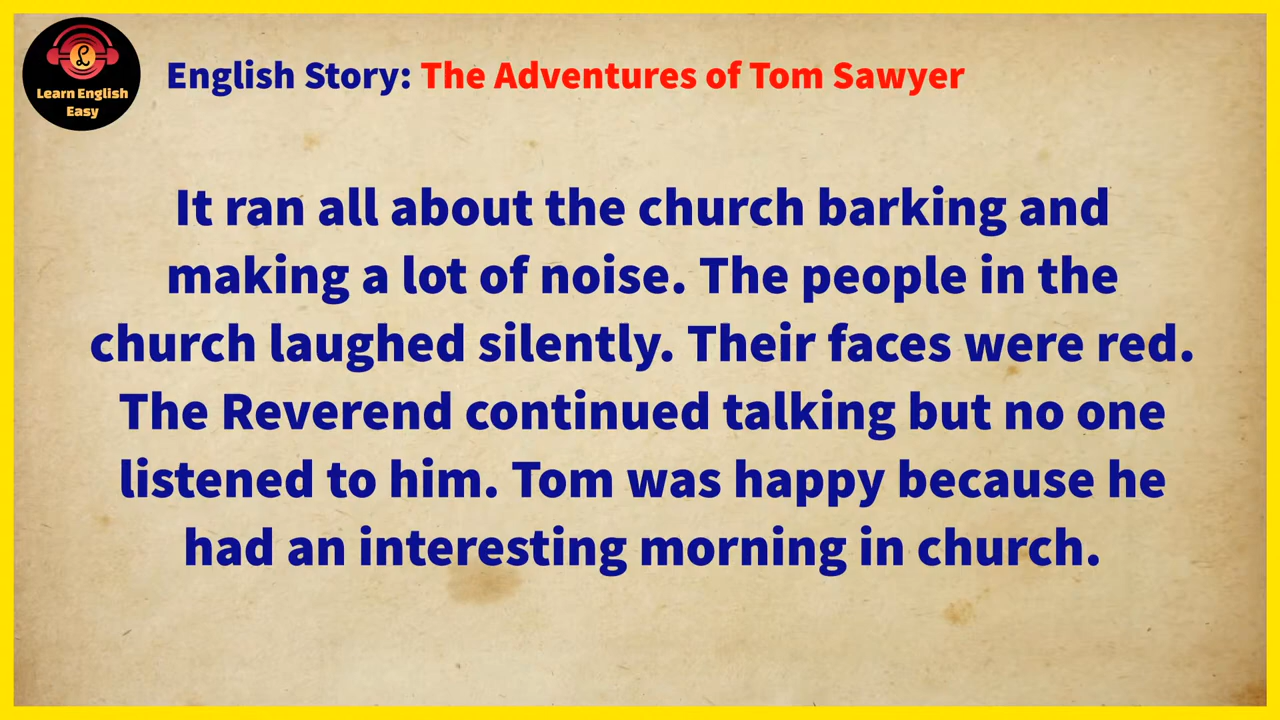 Learn English
Easy
English Story: The Adventures of Tom Sawyer
It ran all about the church barking and
making a lot of noise. The people in the
church laughed silently. Their faces were red.
The Reverend continued talking but no one
listened to him. Tom was happy because he
had an interesting morning in church.